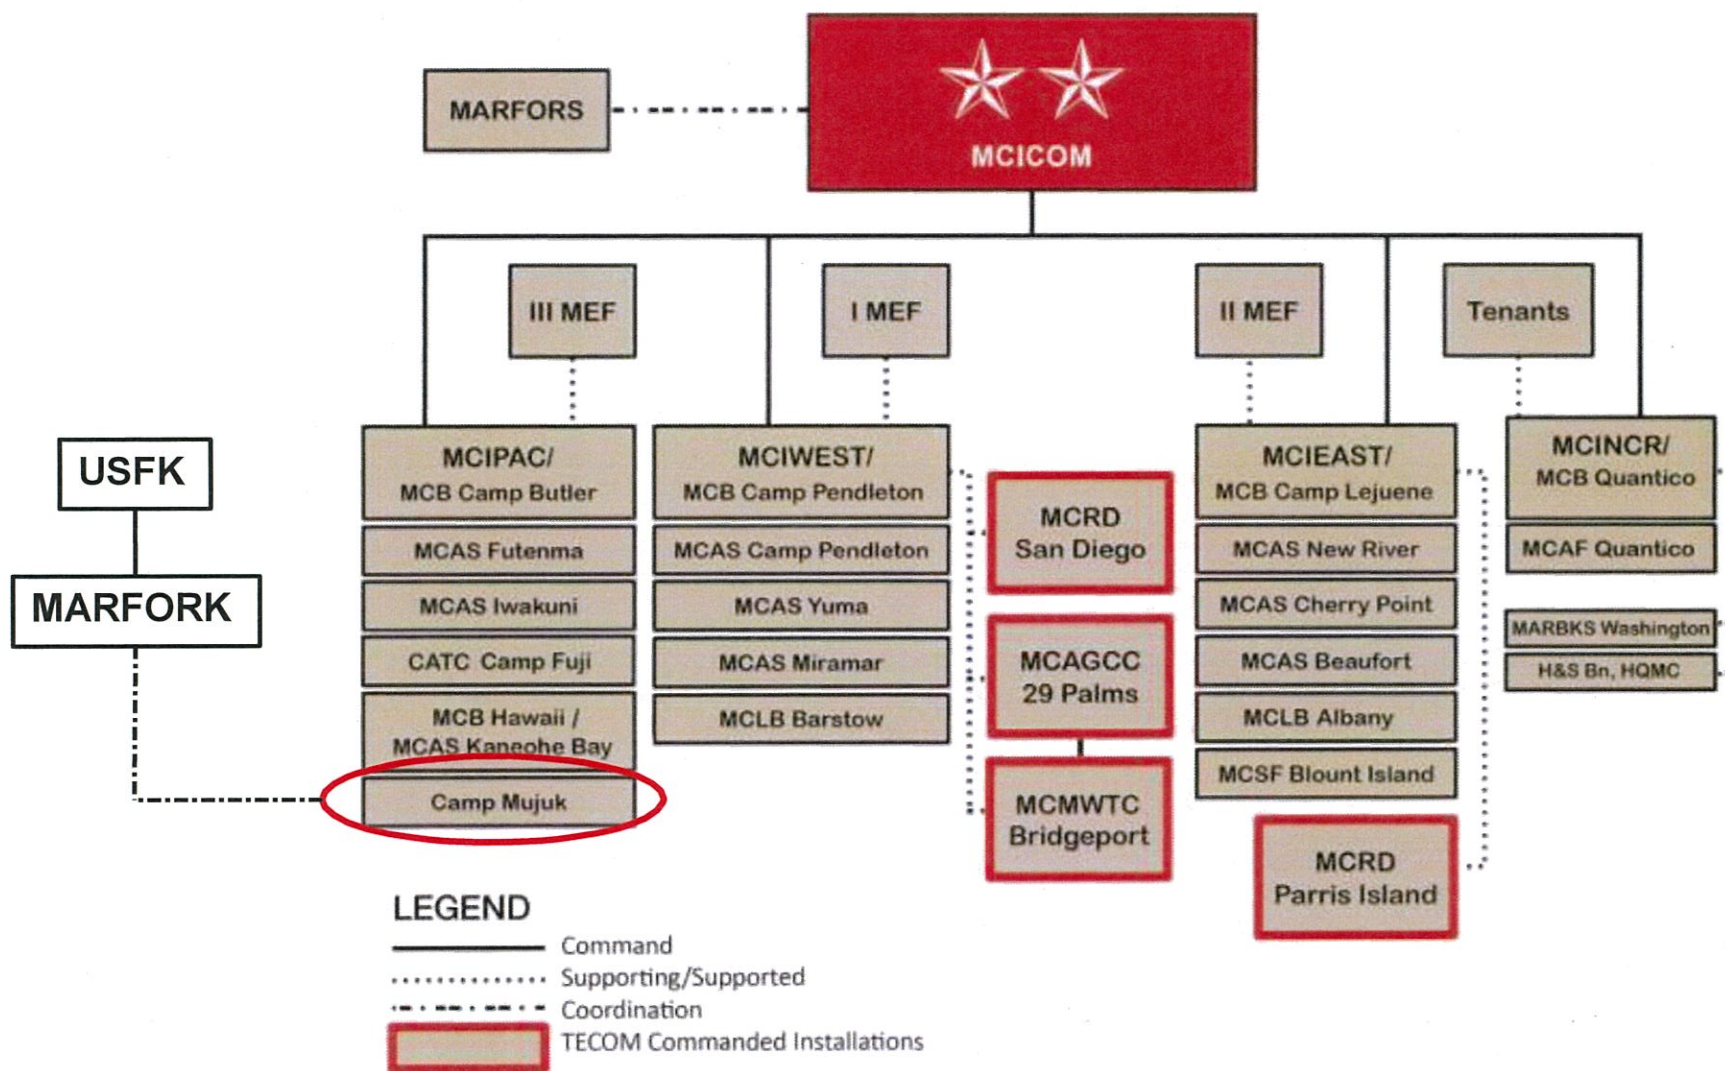 MARFORS
MCICOM
III MEF
I MEF
II MEF
Tenants
USFK
MARFORK
MCIPAC/
MCB Camp Butler
MCAS Futenma
MCAS Iwakuni
CATC Camp Fuji
MCB Hawaii /
MCAS Kaneohe Bay
Camp Mujuk
MCIWEST/
MCB Camp Pendleton
MCAS Camp Pendleton
MCAS Yuma
MCAS Miramar
MCLB Barstow
MCRD
San Diego
MCAGCC
29 Palms
MCMWTC
Bridgeport
MCIEAST/
MCB Camp Lejuene
MCAS New River
MCAS Cherry Point
MCAS Beaufort
MCLB Albany
MCSF Blount Island
MCRD
Parris Island
MCINCR/
MCB Quantico
MCAF Quantico
MARBKS Washington
H&S Bn, HQMC
LEGEND
Command
Supporting/Supported
Coordination
TECOM Commanded Installations